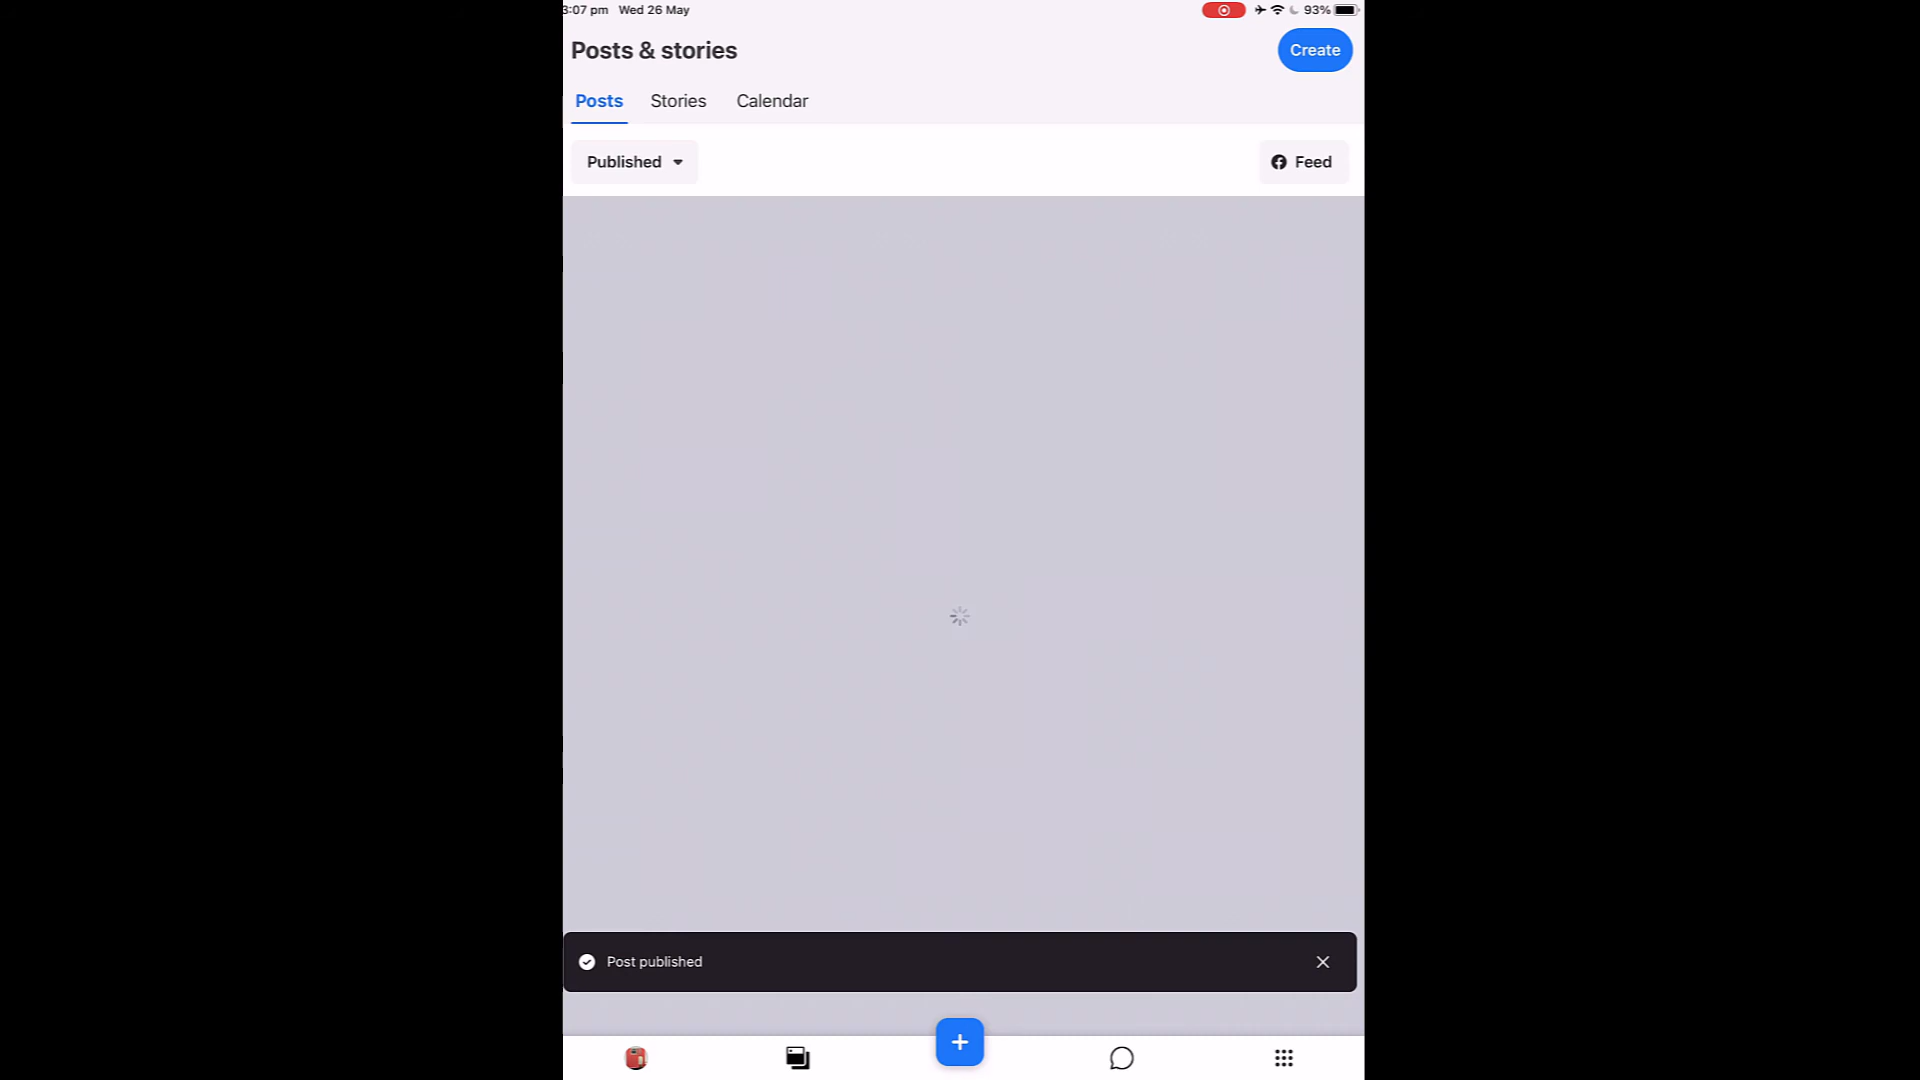 3:07 pm Wed 26 May 93%
Posts & stories Create
Posts Stories Calendar
Published Feed
Post published